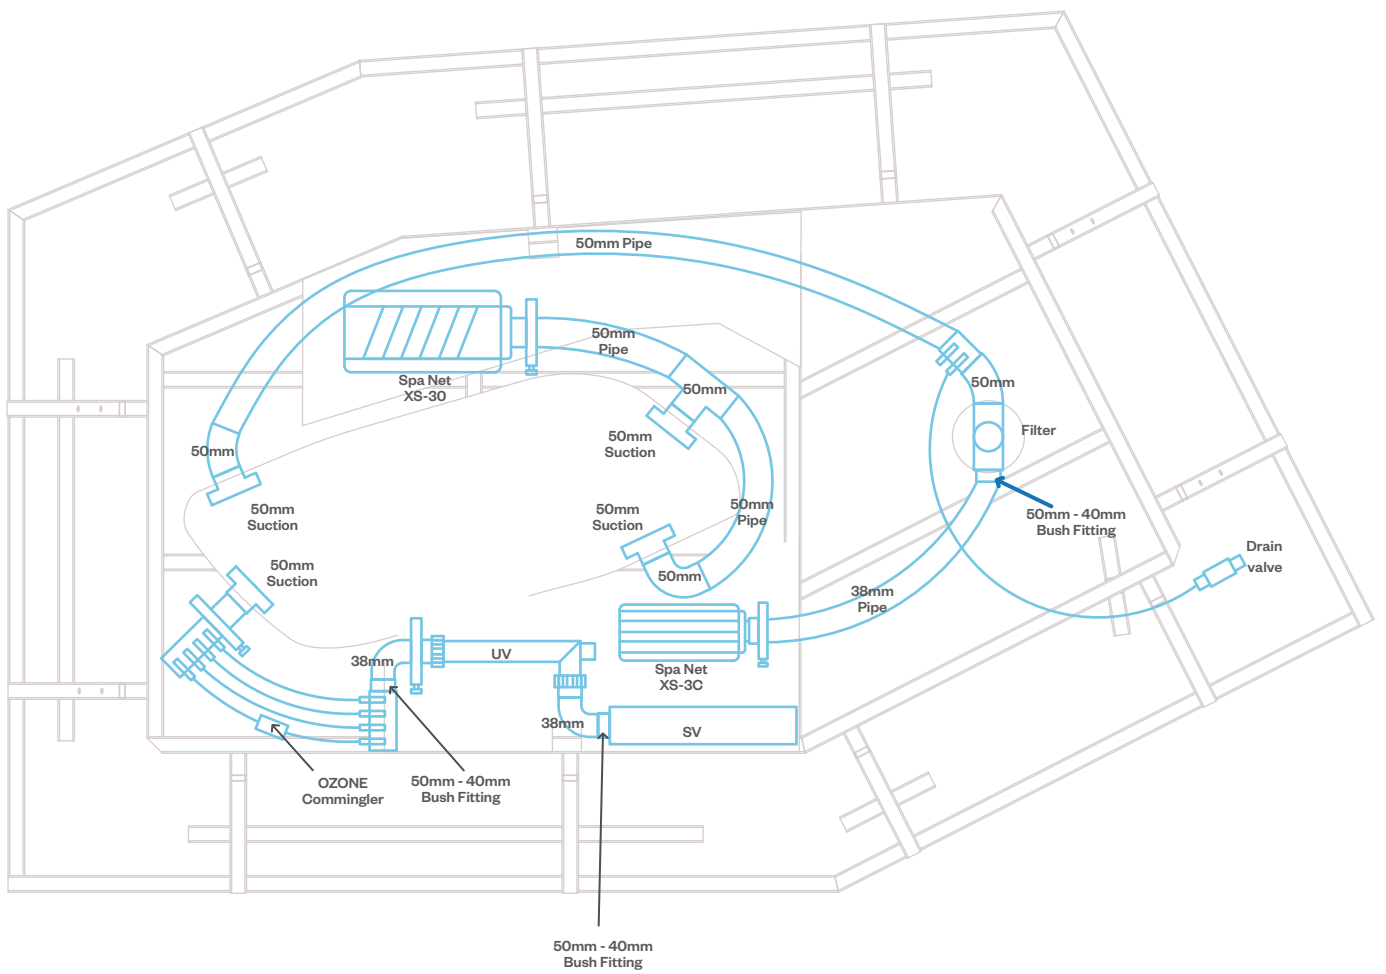 50mm Pipe
50mm
Pipe
Spa Net
XS-30
50mm
50mm
50mm
Suction
Filter
50mm
50mm
Suction
50mm
Suction
50mm
Pipe
50mm - 40mm
Bush Fitting
Drain
valve
50mm
Suction
50mm
38mm
Pipe
38mm
UV
Spa Net
XS-3C
38mm
SV
OZONE
Commingler
50mm - 40mm
Bush Fitting
50mm - 40mm
Bush Fitting